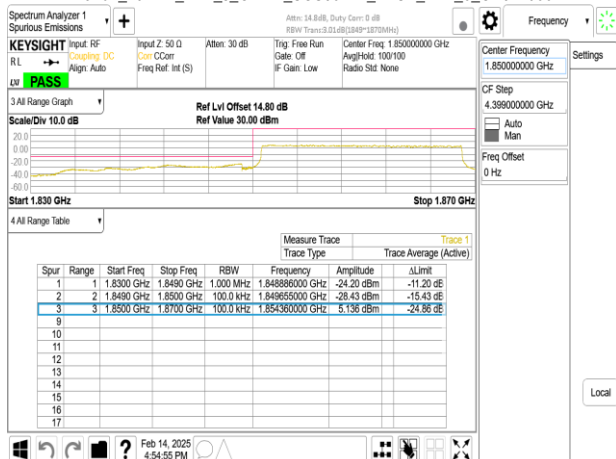 Spectrum Analyzer 1
Spurious Emissions
+
Attn: 14.8dB, Duty Corr: 0 dB
RBW Trans:3.01dB(1849~1870MHz)
Frequency
Settings
KEYSIGHT
Input: RF
Input Z: 50 Ω
Atten: 30 dB
Trig: Free Run
Center Freq: 1.850000000 GHz
RL
Coupling: DC
Corr CCorr
Gate: Off
Avg|Hold: 100/100
Align: Auto
Freq Ref: Int (S)
IF Gain: Low
Radio Std: None
LXI
PASS
Center Frequency
1.850000000 GHz
CF Step
4.399000000 GHz
Auto
Man
Freq Offset
0 Hz
3 All Range Graph
Ref Lvl Offset 14.80 dB
Scale/Div 10.0 dB
Ref Value 30.00 dBm
20.0
0.00
-20.0
-40.0
-60.0
Start 1.830 GHz
Stop 1.870 GHz
4 All Range Table
Measure Trace
Trace 1
Trace Type
Trace Average (Active)
Spur Range Start Freq Stop Freq RBW Frequency Amplitude ΔLimit
1 1 1.8300 GHz 1.8490 GHz 1.000 MHz 1.848886000 GHz -24.20 dBm -11.20 dB
2 2 1.8490 GHz 1.8500 GHz 100.0 kHz 1.849655000 GHz -28.43 dBm -15.43 dB
3 3 1.8500 GHz 1.8700 GHz 100.0 kHz 1.854360000 GHz 5.136 dBm -24.86 dB
9
10
11
12
13
14
15
16
17
Local
?
Feb 14, 2025
4:54:55 PM